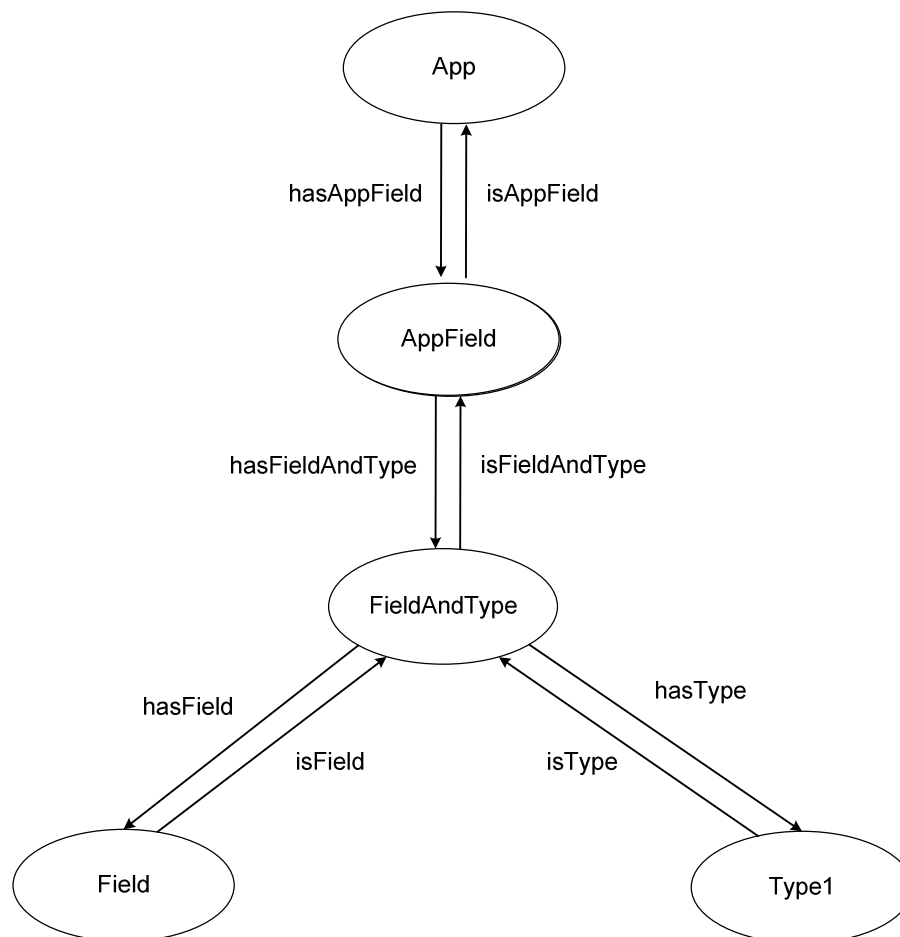 App
hasAppField
isAppField
AppField
hasFieldAndType
isFieldAndType
FieldAndType
hasField
hasType
isField
isType
Field
Type1